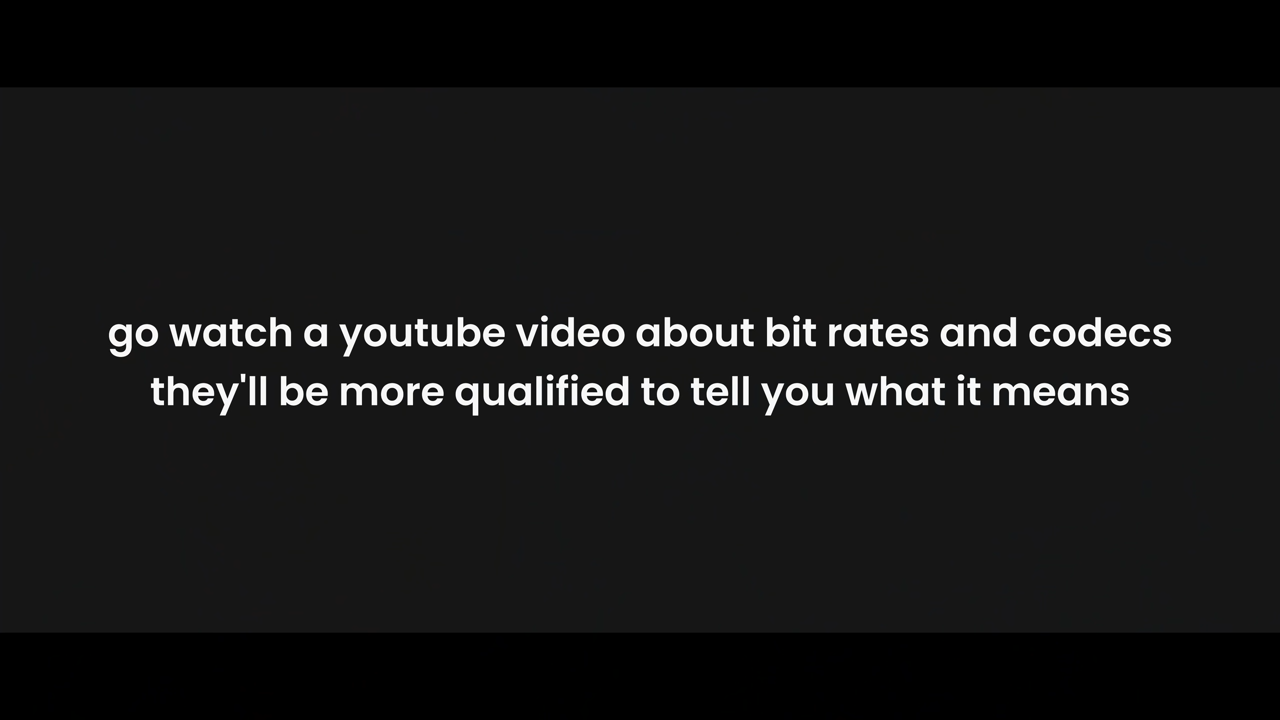 go watch a youtube video about bit rates and codecs
they'll be more qualified to tell you what it means